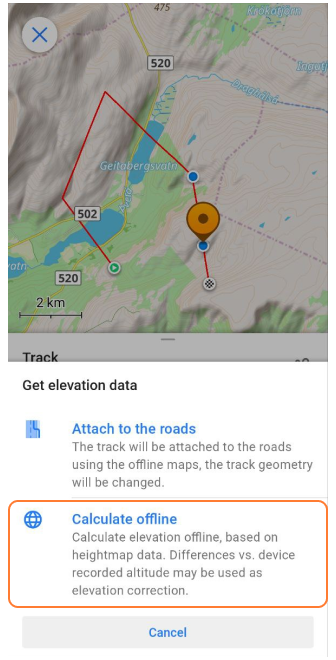 475
Krokatjørn
520
Geitabergsvatn
502
520
2 km
Track
Get elevation data
Attach to the roads
The track will be attached to the roads
using the offline maps, the track geometry
will be changed.
Calculate offline
Calculate elevation offline, based on
heightmap data. Differences vs. device
recorded altitude may be used as
elevation correction.
Cancel